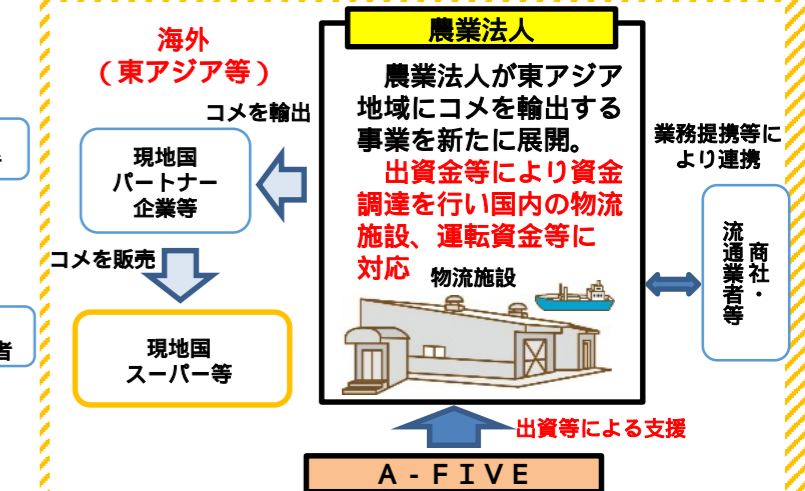 海外
（東アジア等）
農業法人
農業法人が東アジア
地域にコメを輸出する
事業を新たに展開。
出資金等により資金
調達を行い国内の物流
施設、運転資金等に
対応
物流施設
コメを輸出
現地国
パートナー
企業等
コメを販売
現地国
スーパー等
業務提携等に
より連携
商社・
流通業者等
出資等による支援
Ａ－ＦＩＶＥ
者